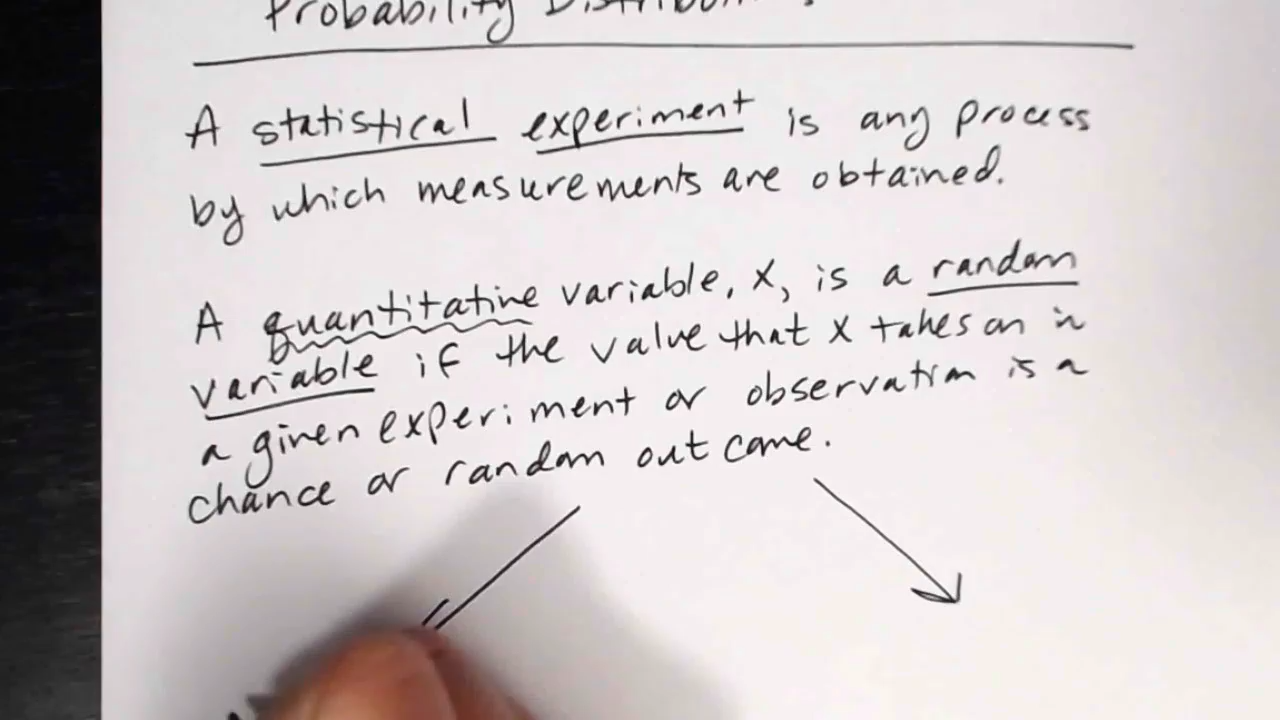 Probability
A statistical experiment is any process
by which measurements are obtained.
A quantitative variable, x, is a random
variable if the value that x takes on in
a given experiment or observation is a
chance or random outcome.